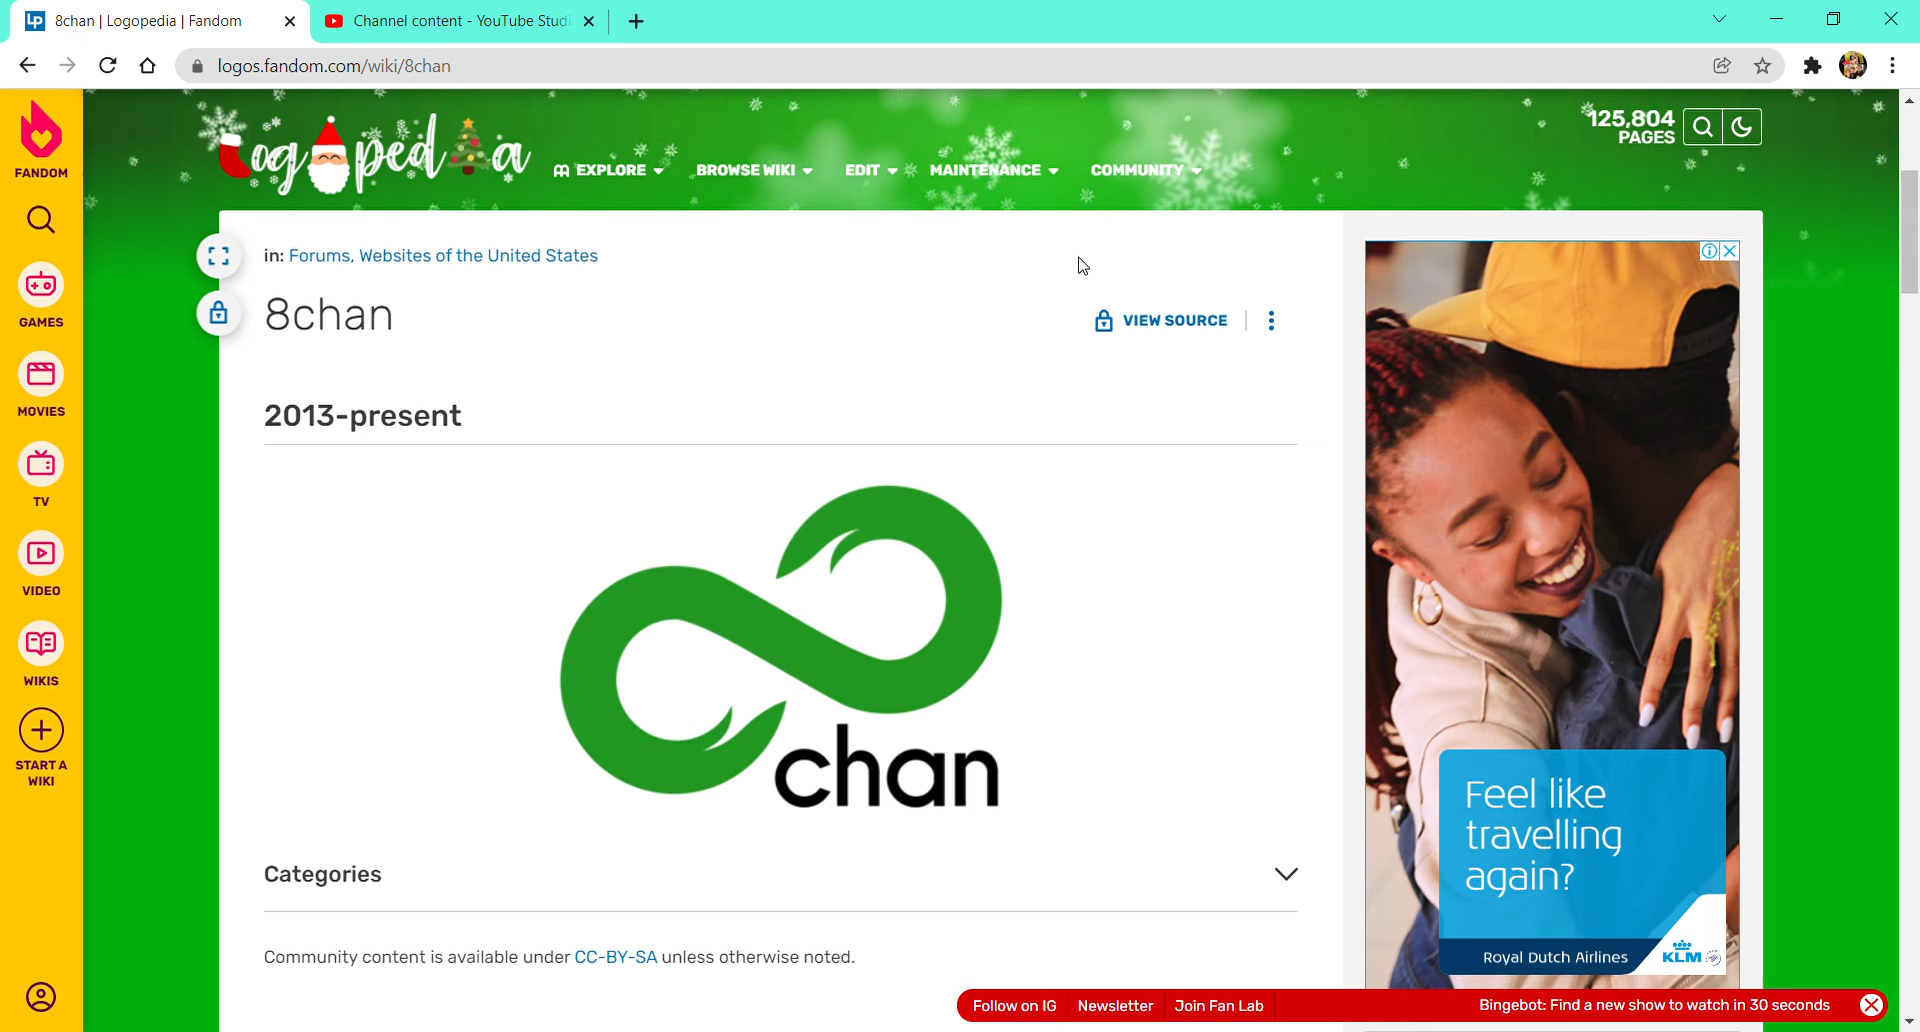 8chan | Logopedia | Fandom
Channel content - YouTube Studi
logos.fandom.com/wiki/8chan
FANDOM
GAMES
MOVIES
TV
VIDEO
WIKIS
START A
WIKI
Logopedia
EXPLORE
BROWSE WIKI
EDIT
MAINTENANCE
COMMUNITY
125,804
PAGES
in: Forums, Websites of the United States
8chan
VIEW SOURCE
2013-present
chan
Categories
Community content is available under CC-BY-SA unless otherwise noted.
Feel like
travelling
again?
Royal Dutch Airlines
KLM
Follow on IG
Newsletter
Join Fan Lab
Bingebot: Find a new show to watch in 30 seconds